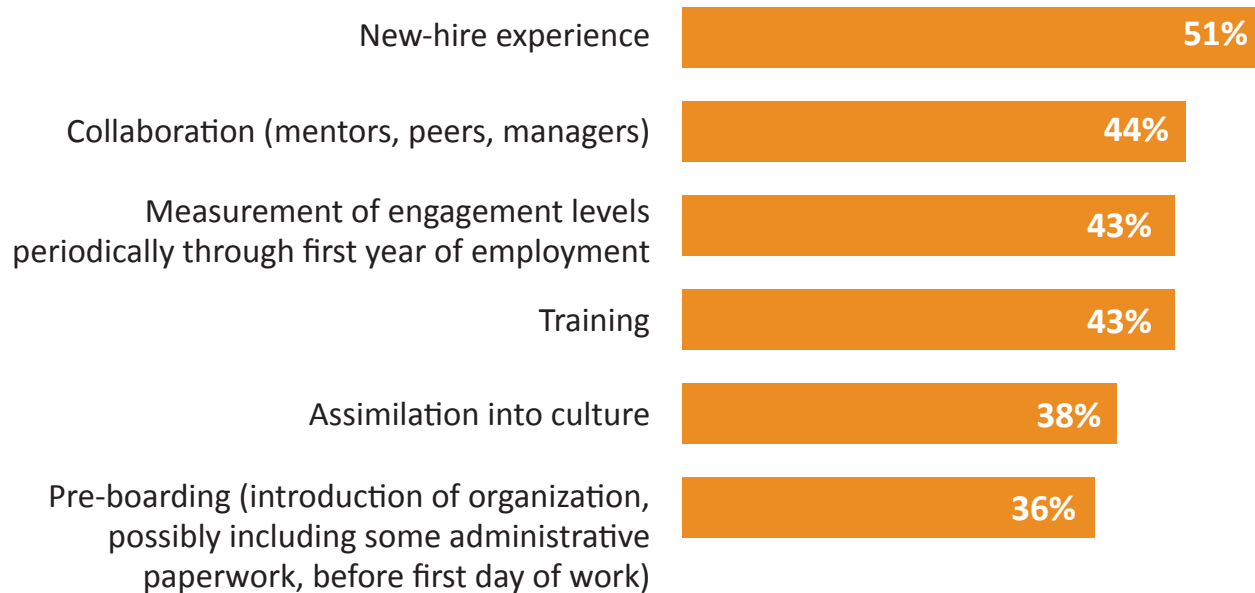 New-hire experience
51%
Collaboration (mentors, peers, managers)
44%
Measurement of engagement levels
periodically through first year of employment
43%
Training
43%
Assimilation into culture
38%
Pre-boarding (introduction of organization,
possibly including some administrative
paperwork, before first day of work)
36%